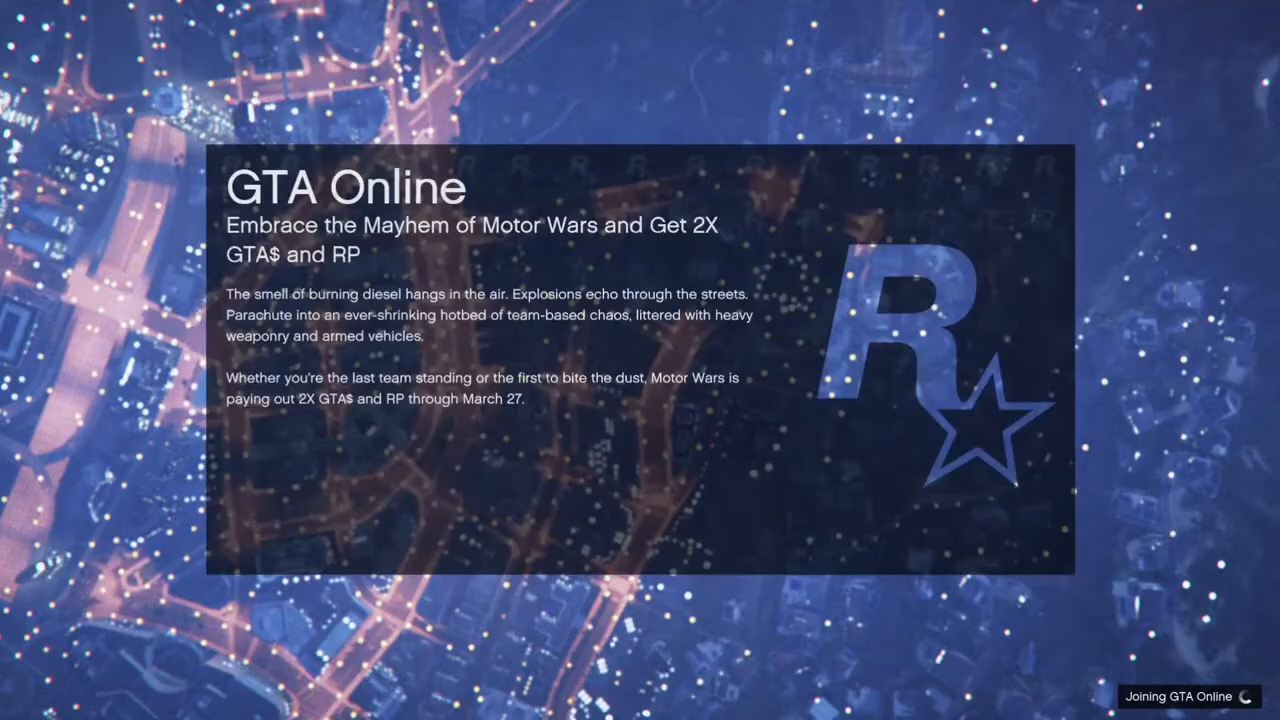 GTA Online
Embrace the Mayhem of Motor Wars and Get 2X
GTA$ and RP
The smell of burning diesel hangs in the air. Explosions echo through the streets.
Parachute into an ever-shrinking hotbed of team-based chaos, littered with heavy
weaponry and armed vehicles.
Whether you're the last team standing or the first to bite the dust, Motor Wars is
paying out 2X GTA$ and RP through March 27.
R
Joining GTA Online